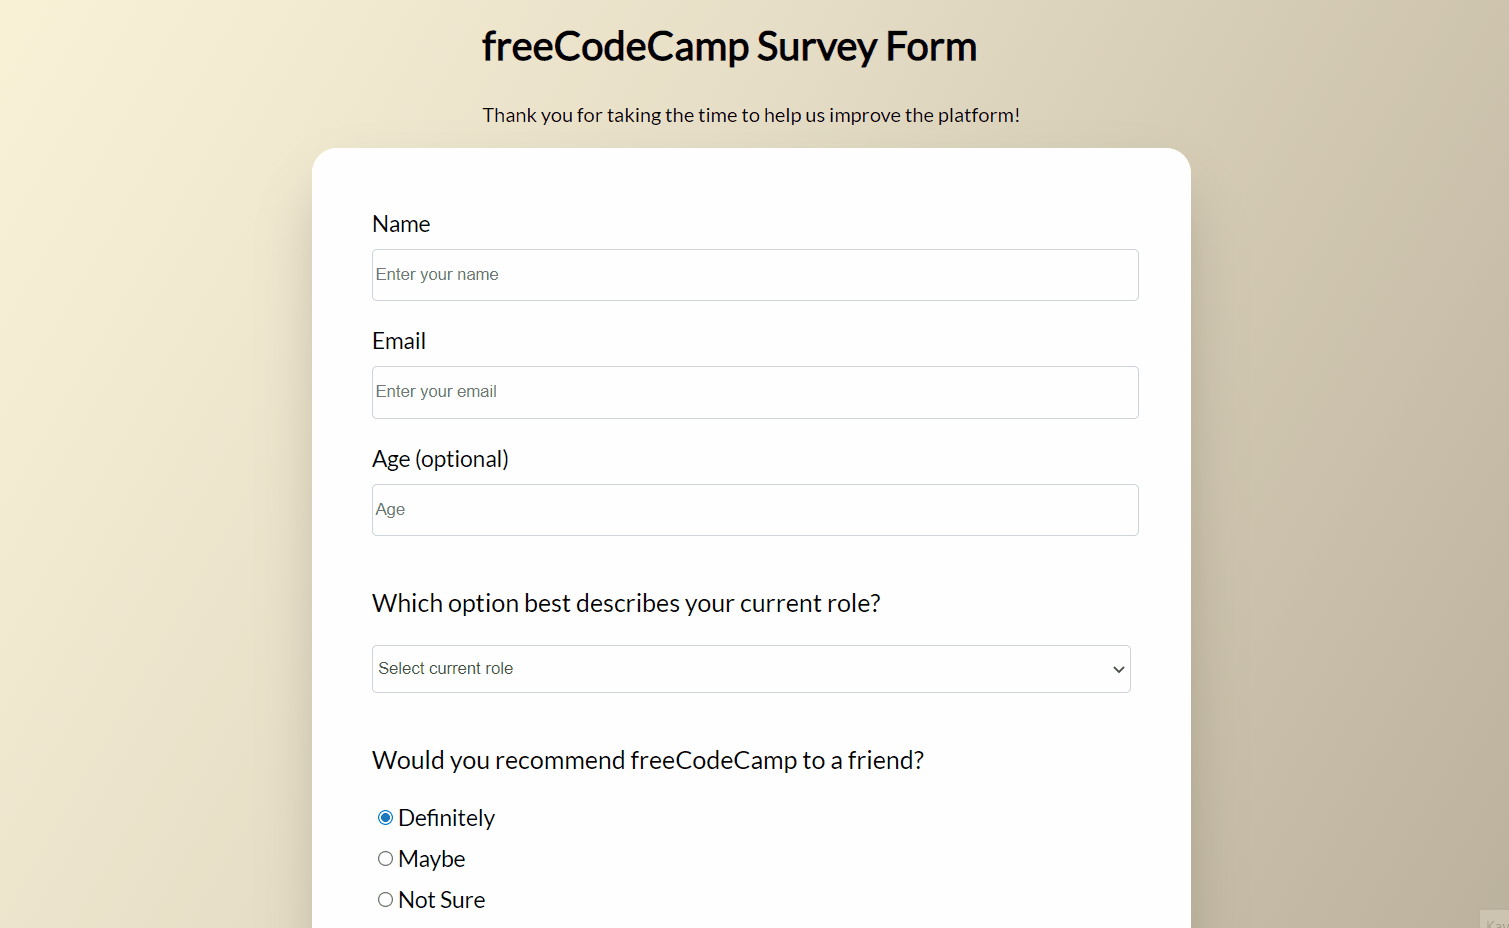 freeCodeCamp Survey Form
Thank you for taking the time to help us improve the platform!
Name
Enter your name
Email
Enter your email
Age (optional)
Age
Which option best describes your current role?
Select current role
Would you recommend freeCodeCamp to a friend?
Definitely
Maybe
Not Sure